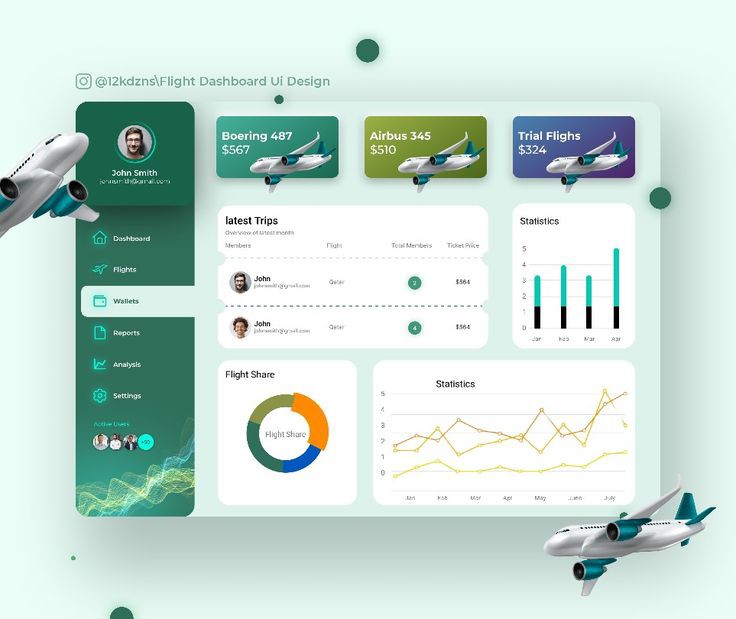 @12kdzns\Flight Dashboard Ui Design
John Smith
johnsmith@gmail.com
Dashboard
Flights
Wallets
Reports
Analysis
Settings
Active Users
+50
Boering 487
$567
Airbus 345
$510
Trial Flighs
$324
latest Trips
Overview of latest month
Members Flight Total Members Ticket Price
John
johnsmith@gmail.com
Qater
2
$564
John
johnsmith@gmail.com
Qater
4
$564
Statistics
5
4
3
2
1
0
Jan Feb Mar Apr
Flight Share
Flight Share
Statistics
5
4
3
2
1
0
Jan Feb Mar Apr May June July